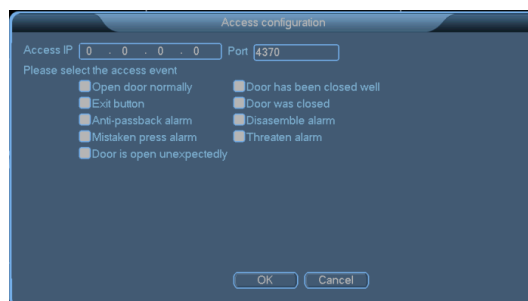 Access configuration
Access IP 0 . 0 . 0 . 0 Port 4370
Please select the access event
Open door normally Door has been closed well
Exit button Door was closed
Anti-passback alarm Disasemble alarm
Mistaken press alarm Threaten alarm
Door is open unexpectedly
OK Cancel